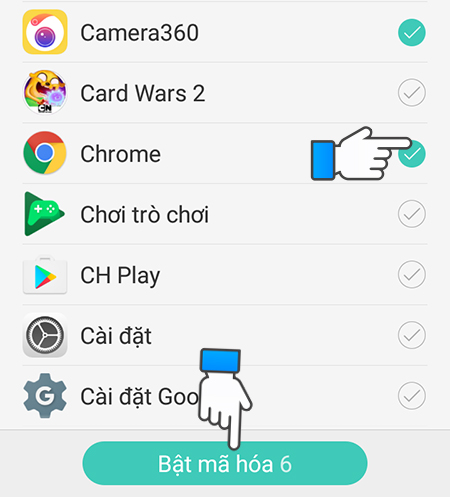 Camera360
Card Wars 2
CN
Chrome
Chơi trò chơi
CH Play
Cài đặt
G
Cài đặt Goo
Bật mã hóa 6